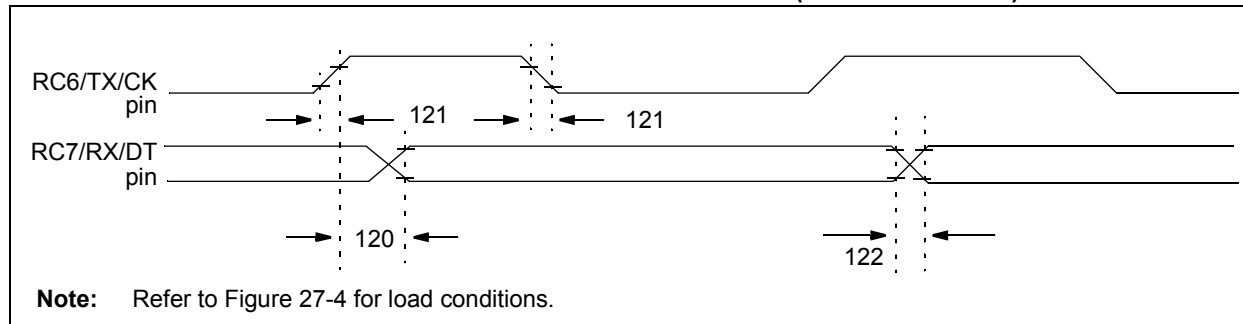 RC6/TX/CK
pin
121
121
RC7/RX/DT
pin
120
122
Note: Refer to Figure 27-4 for load conditions.